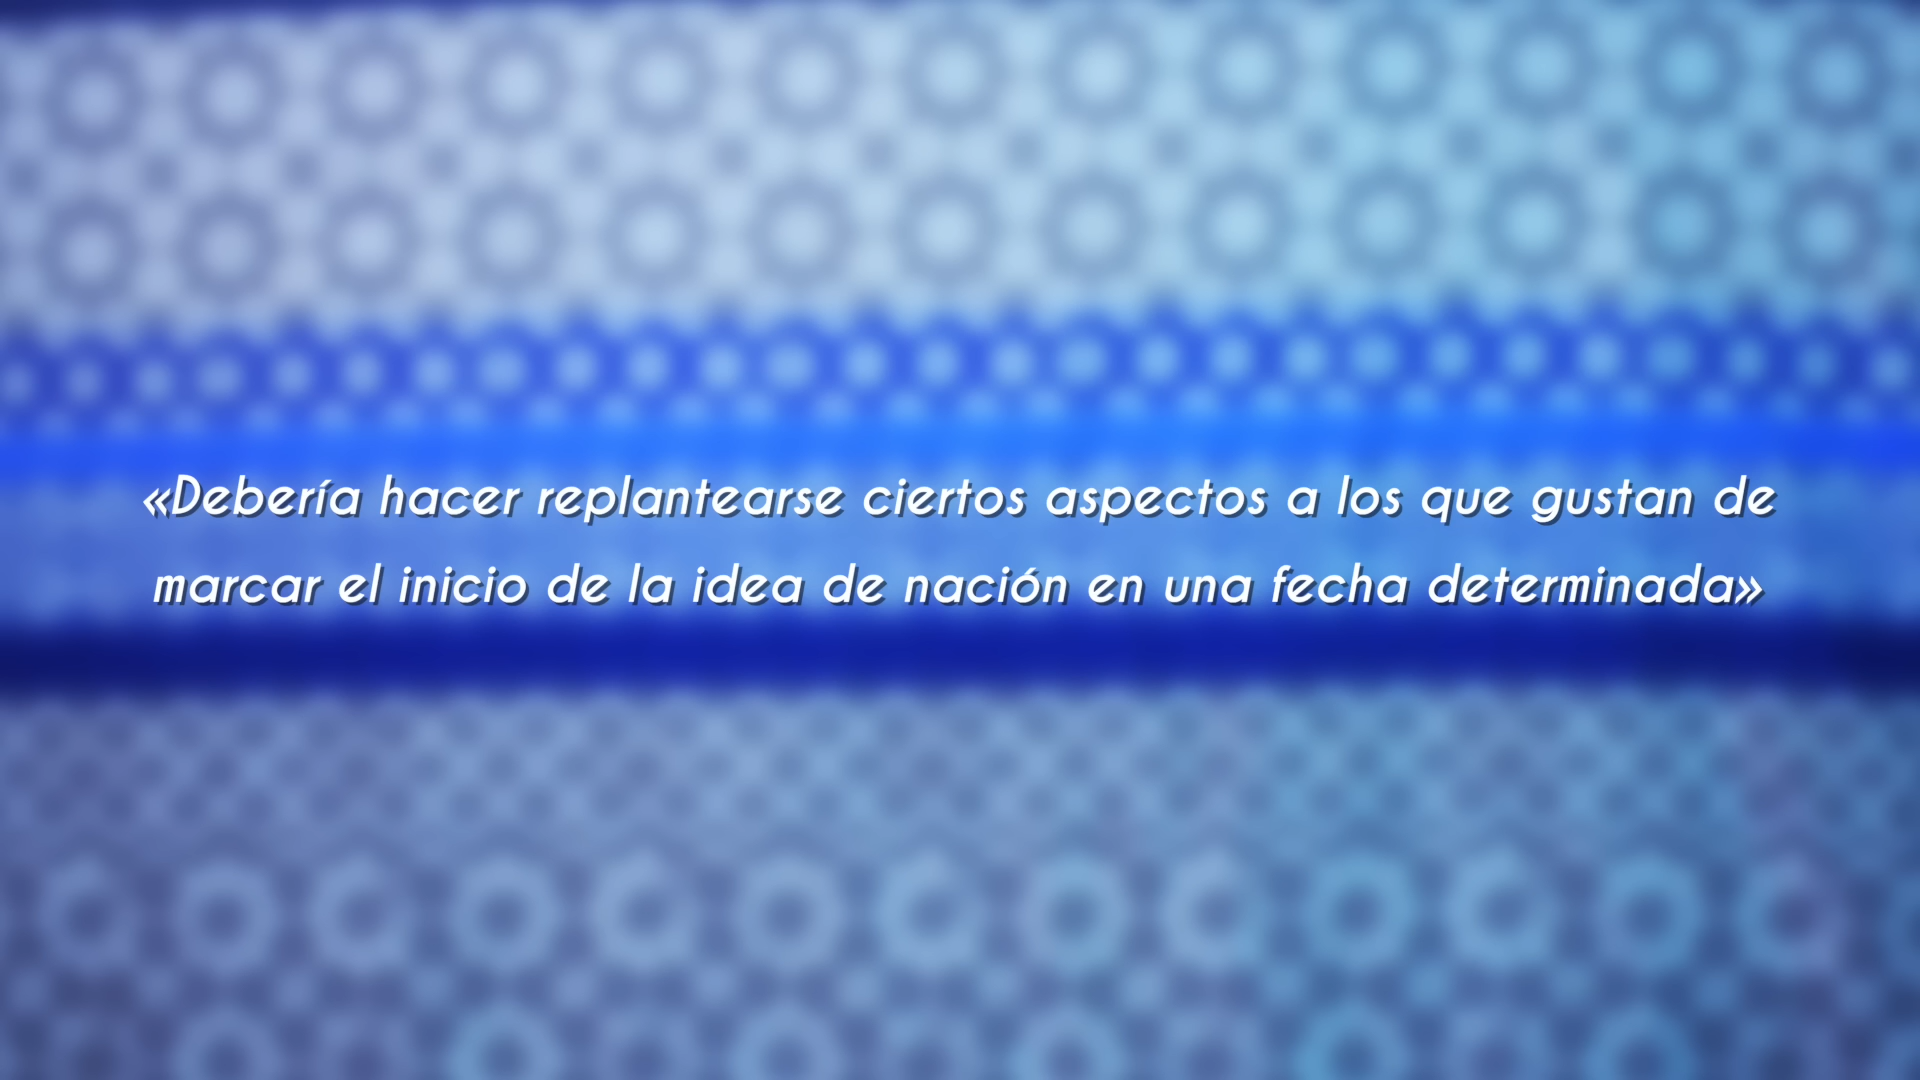 «Debería hacer replantearse ciertos aspectos a los que gustan de
marcar el inicio de la idea de nación en una fecha determinada»